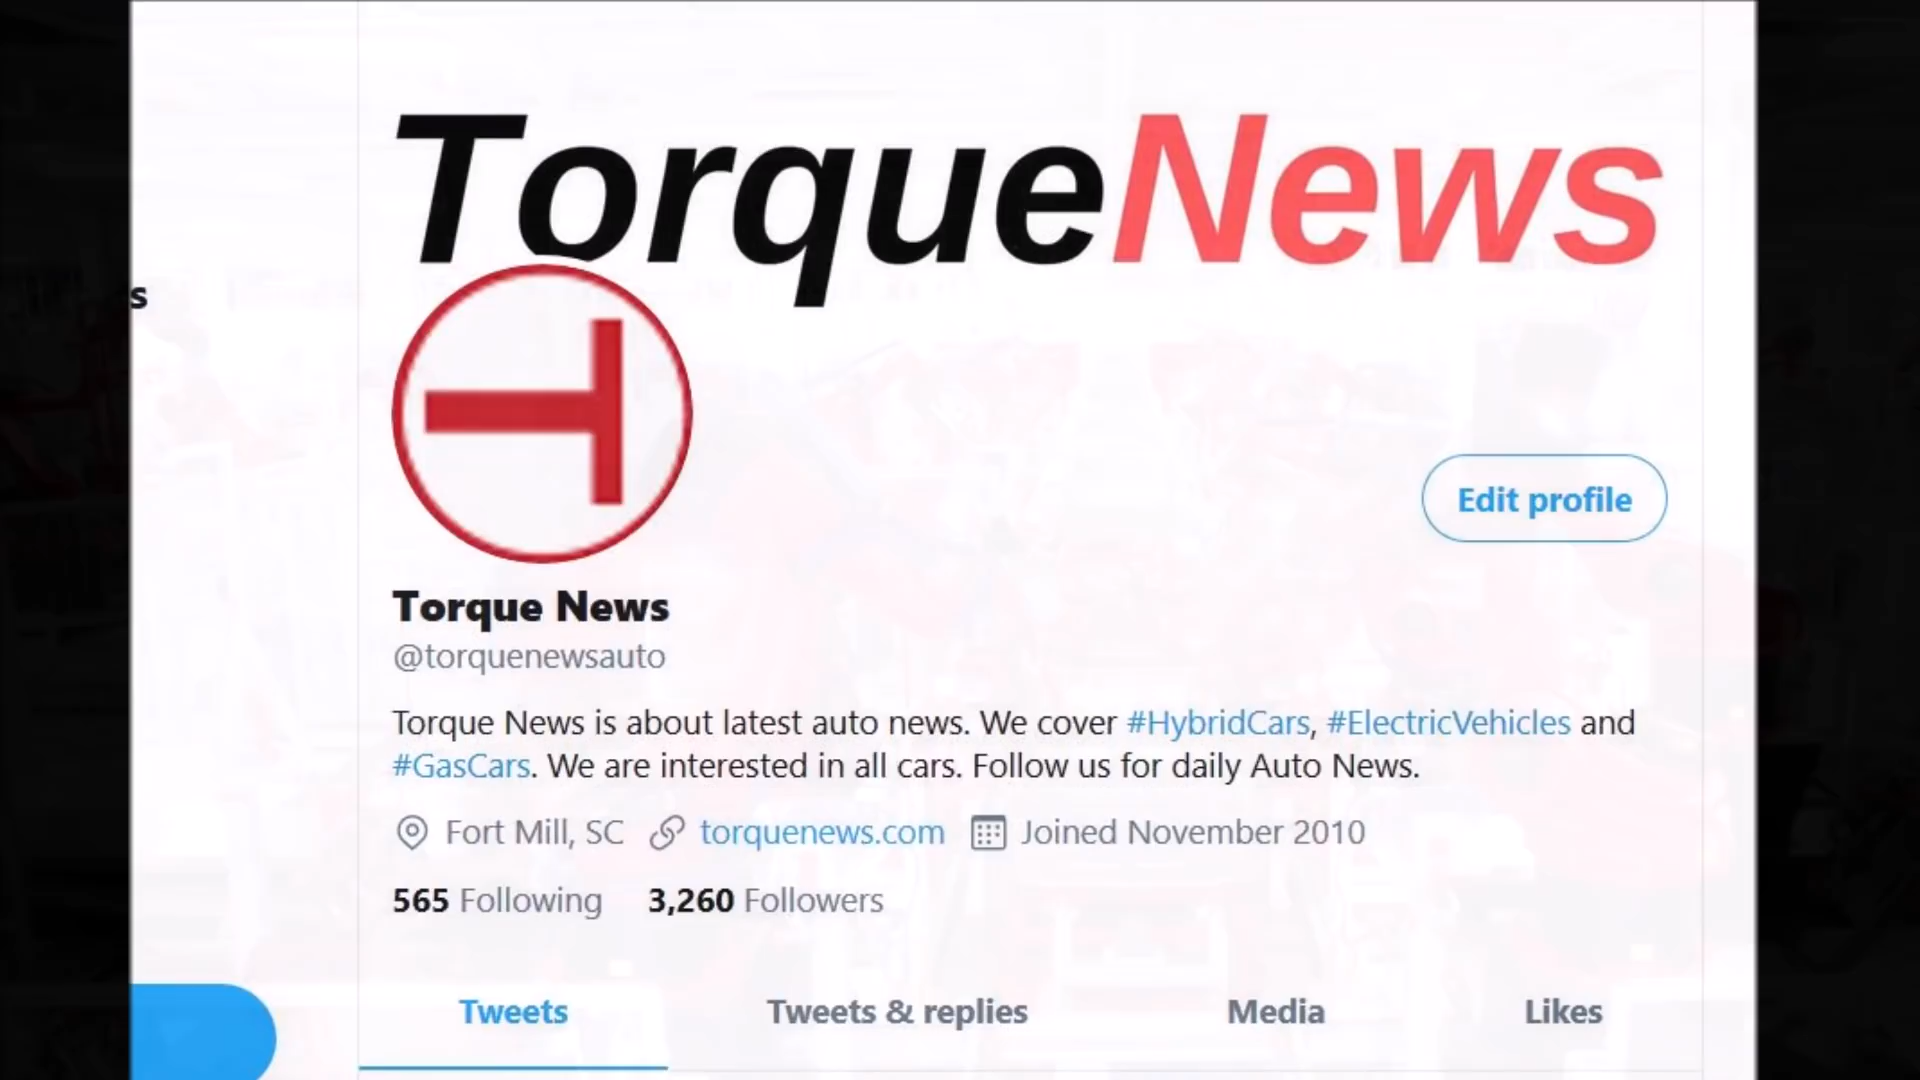 TorqueNews
s
T
Edit profile
Torque News
@torquenewsauto
Torque News is about latest auto news. We cover #HybridCars, #ElectricVehicles and
#GasCars. We are interested in all cars. Follow us for daily Auto News.
Fort Mill, SC torquenews.com Joined November 2010
565 Following 3,260 Followers
Tweets Tweets & replies Media Likes